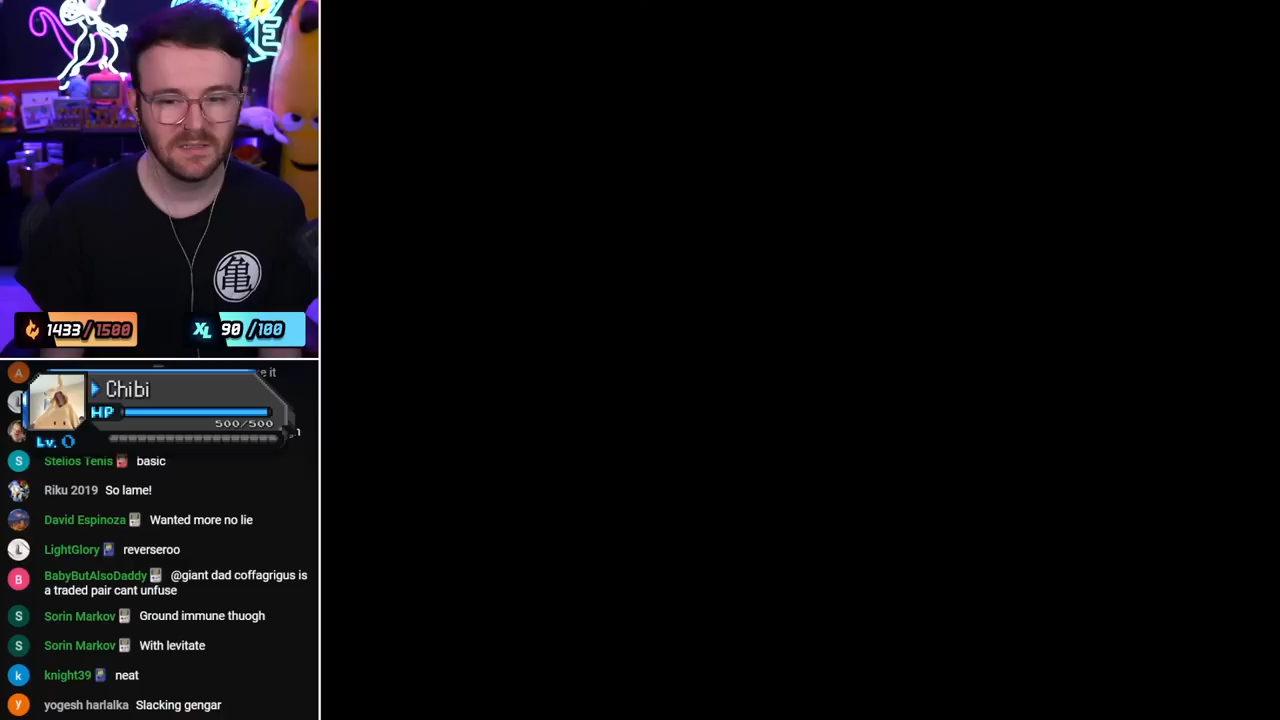 亀
1433/1500
XL 90/100
Chibi
HP
500/500
Lv. 0
Stelios Tenis basic
Riku 2019 So lame!
David Espinoza Wanted more no lie
LightGlory reverseroo
BabyButAlsoDaddy @giant dad coffagrigus is
a traded pair cant unfuse
Sorin Markov Ground immune thuogh
Sorin Markov With levitate
knight39 neat
yogesh harlalka Slacking gengar